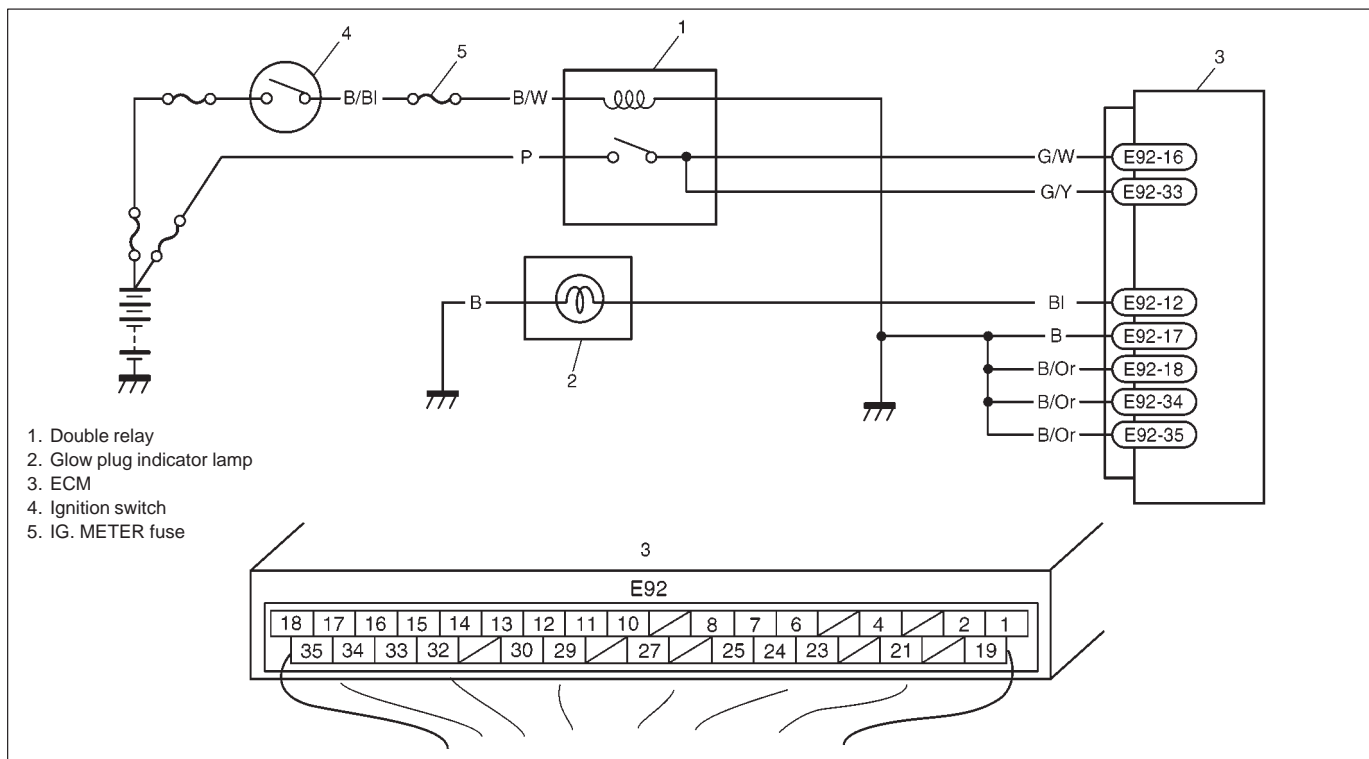 4
5
1
3
B/Bl
B/W
P
G/W
E92-16
G/Y
E92-33
B
Bl
E92-12
B
E92-17
B/Or
E92-18
B/Or
E92-34
B/Or
E92-35
2
1. Double relay
2. Glow plug indicator lamp
3. ECM
4. Ignition switch
5. IG. METER fuse
3
E92
18 17 16 15 14 13 12 11 10 8 7 6 4 2 1
35 34 33 32 30 29 27 25 24 23 21 19